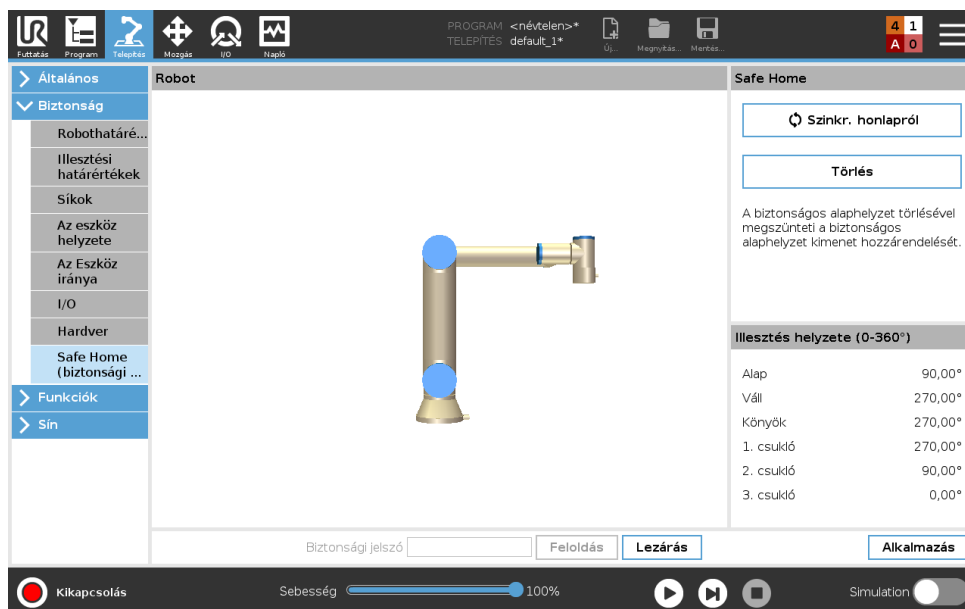 UR
Futtatás
Program
Telepítés
Mozgás
I/O
Napló
PROGRAM <névtelen>*
TELEPÍTÉS default_1*
Új...
Megnyitás...
Mentés...
4 1
A 0
Általános
Biztonság
Robothatáré...
Illesztési
határértékek
Síkok
Az eszköz
helyzete
Az Eszköz
iránya
I/O
Hardver
Safe Home
(biztonsági ...
Funkciók
Sín
Robot
Safe Home
Szinkr. honlapról
Törlés
A biztonságos alaphelyzet törlésével
megszünteti a biztonságos
alaphelyzet kimenet hozzárendelését.
Illesztés helyzete (0-360°)
Alap 90,00°
Váll 270,00°
Könyök 270,00°
1. csukló 270,00°
2. csukló 90,00°
3. csukló 0,00°
Biztonsági jelszó
Feloldás
Lezárás
Alkalmazás
Kikapcsolás
Sebesség
100%
Simulation